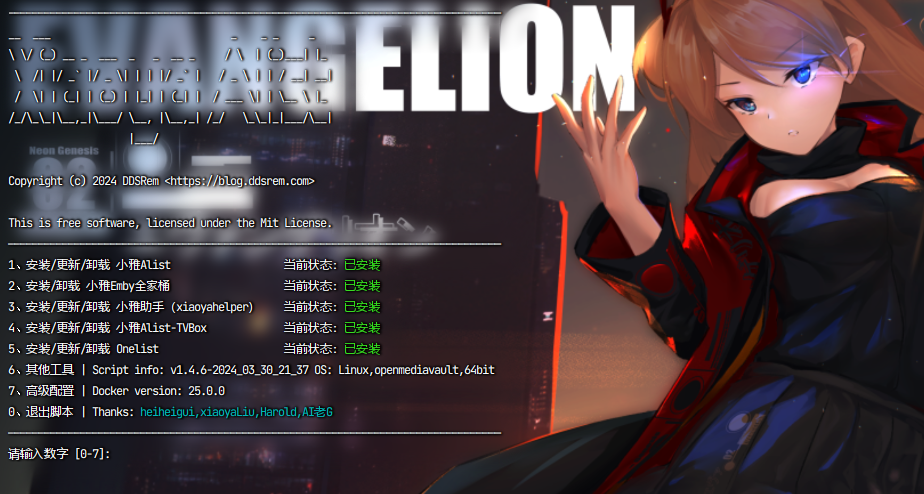 EVANGELION
Xiaoya Alist
Neon Genesis
02
Copyright (c) 2024 DDSRem <https://blog.ddsrem.com>
This is free software, licensed under the Mit License.
1、安装/更新/卸载 小雅Alist 当前状态: 已安装
2、安装/卸载 小雅Emby全家桶 当前状态: 已安装
3、安装/更新/卸载 小雅助手 (xiaoyahelper) 当前状态: 已安装
4、安装/更新/卸载 小雅Alist-TVBox 当前状态: 已安装
5、安装/更新/卸载 Onelist 当前状态: 已安装
6、其他工具 | Script info: v1.4.6-2024_03_30_21_37 OS: Linux,openmediavault,64bit
7、高级配置 | Docker version: 25.0.0
0、退出脚本 | Thanks: heiheigui,xiaoyaLiu,Harold,AI老G
请输入数字 [0-7]: